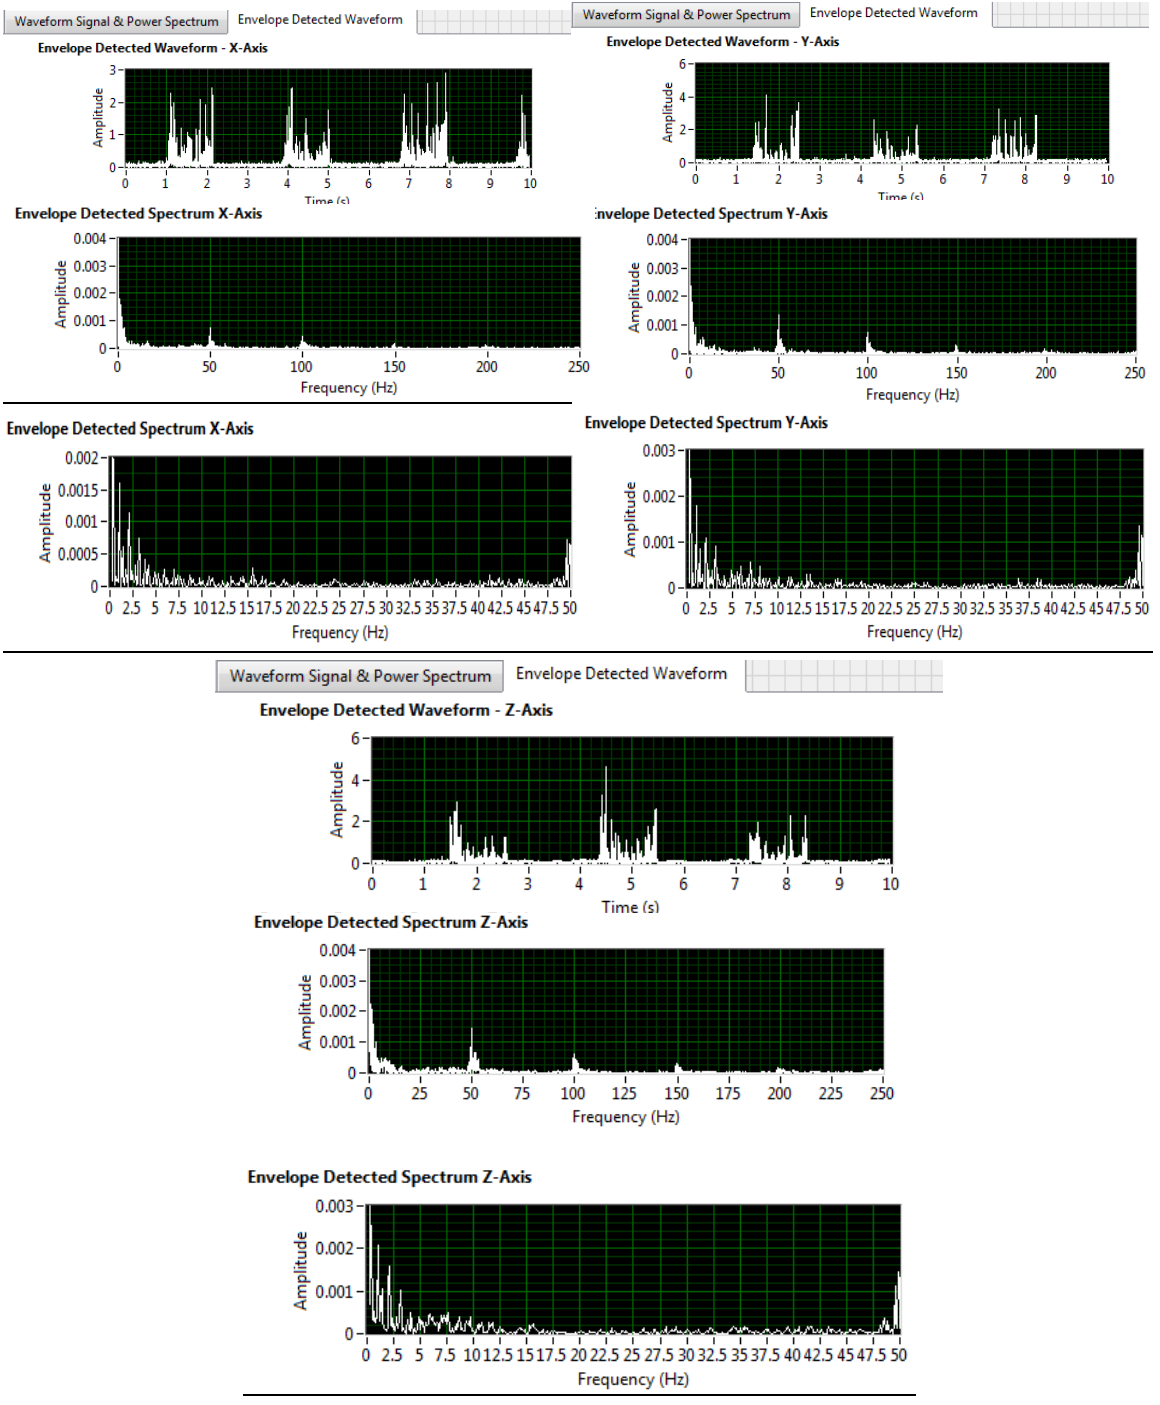 Waveform Signal & Power Spectrum Envelope Detected Waveform
Envelope Detected Waveform - X-Axis
3
2
1
0
Amplitude
0 1 2 3 4 5 6 7 8 9 10
Time (s)
Envelope Detected Spectrum X-Axis
0.004
0.003
0.002
0.001
0
Amplitude
0 50 100 150 200 250
Frequency (Hz)
Waveform Signal & Power Spectrum Envelope Detected Waveform
Envelope Detected Waveform - Y-Axis
6
4
2
0
Amplitude
0 1 2 3 4 5 6 7 8 9 10
Time (s)
Envelope Detected Spectrum Y-Axis
0.004
0.003
0.002
0.001
0
Amplitude
0 50 100 150 200 250
Frequency (Hz)
Envelope Detected Spectrum X-Axis
0.002
0.0015
0.001
0.0005
0
Amplitude
0 2.5 5 7.5 10 12.5 15 17.5 20 22.5 25 27.5 30 32.5 35 37.5 40 42.5 45 47.5 50
Frequency (Hz)
Envelope Detected Spectrum Y-Axis
0.003
0.002
0.001
0
Amplitude
0 2.5 5 7.5 10 12.5 15 17.5 20 22.5 25 27.5 30 32.5 35 37.5 40 42.5 45 47.5 50
Frequency (Hz)
Waveform Signal & Power Spectrum Envelope Detected Waveform
Envelope Detected Waveform - Z-Axis
6
4
2
0
Amplitude
0 1 2 3 4 5 6 7 8 9 10
Time (s)
Envelope Detected Spectrum Z-Axis
0.004
0.003
0.002
0.001
0
Amplitude
0 25 50 75 100 125 150 175 200 225 250
Frequency (Hz)
Envelope Detected Spectrum Z-Axis
0.003
0.002
0.001
0
Amplitude
0 2.5 5 7.5 10 12.5 15 17.5 20 22.5 25 27.5 30 32.5 35 37.5 40 42.5 45 47.5 50
Frequency (Hz)